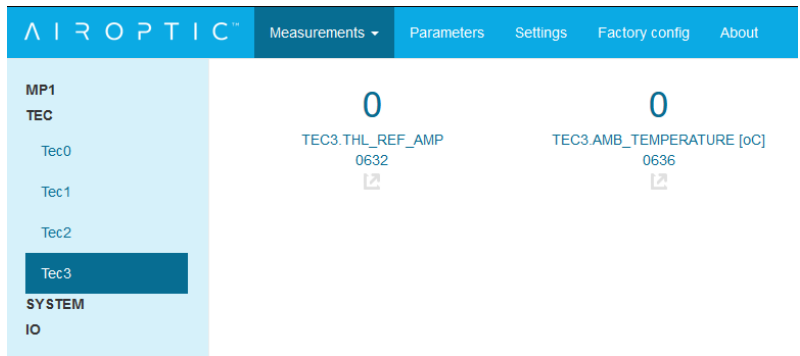 AIROPTIC™ Measurements Parameters Settings Factory config About
MP1
TEC
Tec0
Tec1
Tec2
Tec3
SYSTEM
IO
0
TEC3.THL_REF_AMP
0632
0
TEC3.AMB_TEMPERATURE [oC]
0636